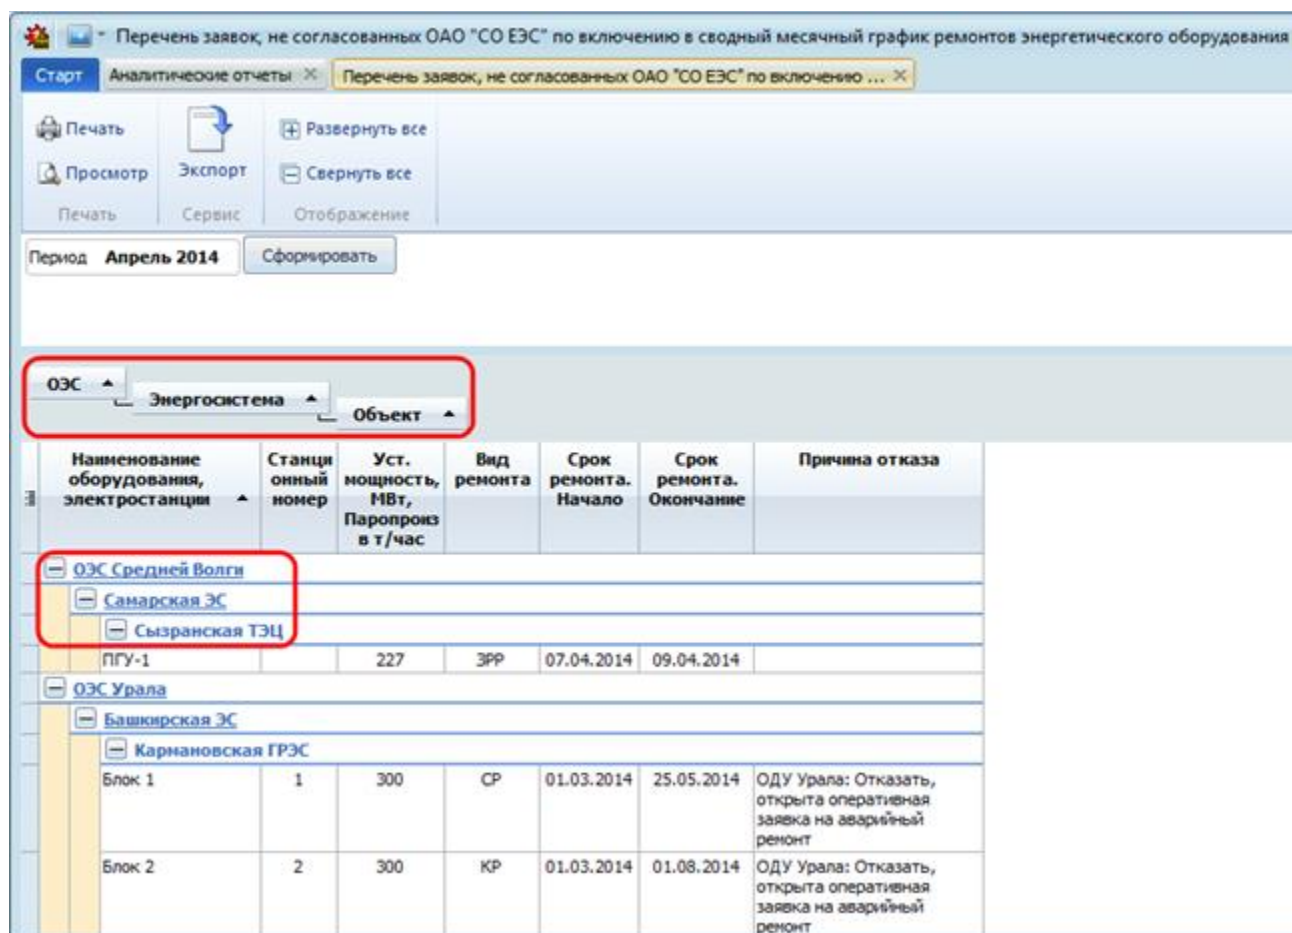 Перечень заявок, не согласованных ОАО "СО ЕЭС" по включению в сводный месячный график ремонтов энергетического оборудования
Старт Аналитические отчеты Перечень заявок, не согласованных ОАО "СО ЕЭС" по включению ...
Печать Развернуть все
Просмотр Экспорт Свернуть все
Печать Сервис Отображение
Период Апрель 2014 Сформировать
ОЭС
Энергосистема
Объект
Наименование Станци Уст. Вид Срок Срок Причина отказа
оборудования, онный мощность, ремонта ремонта. ремонта.
электростанции номер МВт, Начало Окончание
Паропроиз
в т/час
ОЭС Средней Волги
Самарская ЭС
Сызранская ТЭЦ
ПГУ-1 227 ЗРР 07.04.2014 09.04.2014
ОЭС Урала
Башкирская ЭС
Кармановская ГРЭС
Блок 1 1 300 СР 01.03.2014 25.05.2014 ОДУ Урала: Отказать,
открыта оперативная
заявка на аварийный
ремонт
Блок 2 2 300 КР 01.03.2014 01.08.2014 ОДУ Урала: Отказать,
открыта оперативная
заявка на аварийный
ремонт